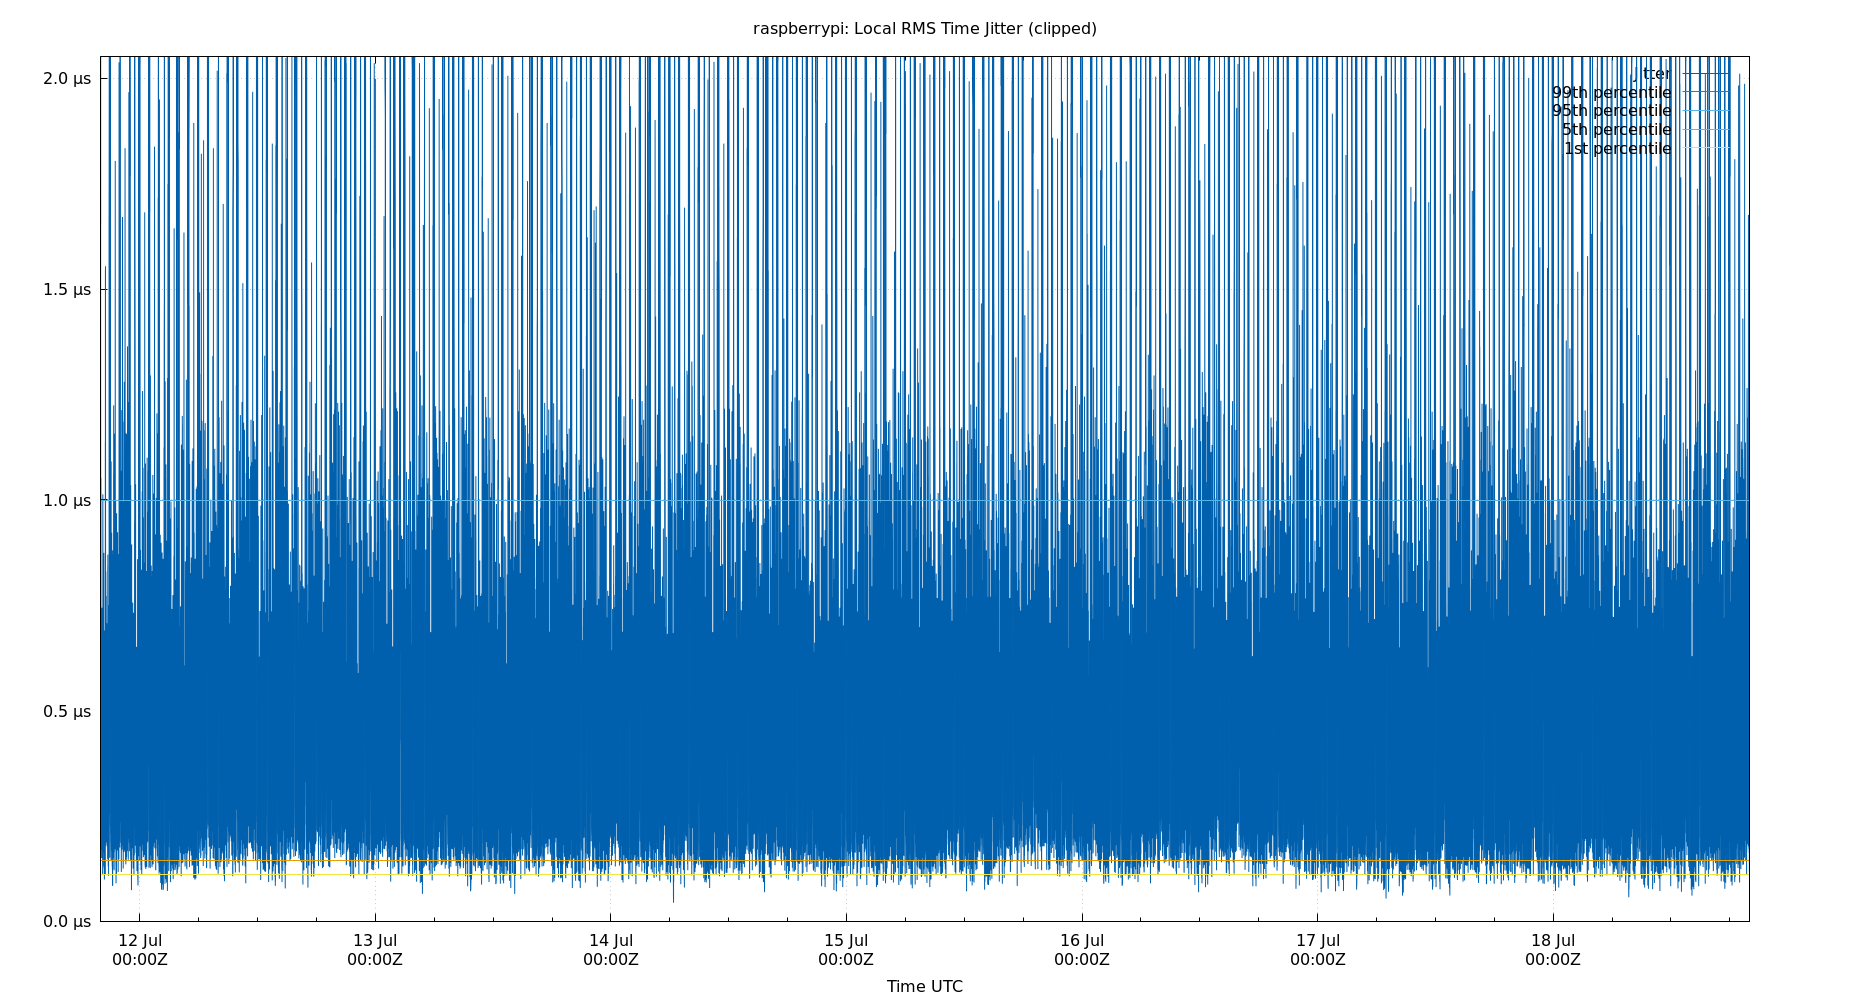 raspberrypi: Local RMS Time Jitter (clipped)
2.0 µs
1.5 µs
1.0 µs
0.5 µs
0.0 µs
Jitter
99th percentile
95th percentile
5th percentile
1st percentile
12 Jul
00:00Z
13 Jul
00:00Z
14 Jul
00:00Z
15 Jul
00:00Z
16 Jul
00:00Z
17 Jul
00:00Z
18 Jul
00:00Z
Time UTC